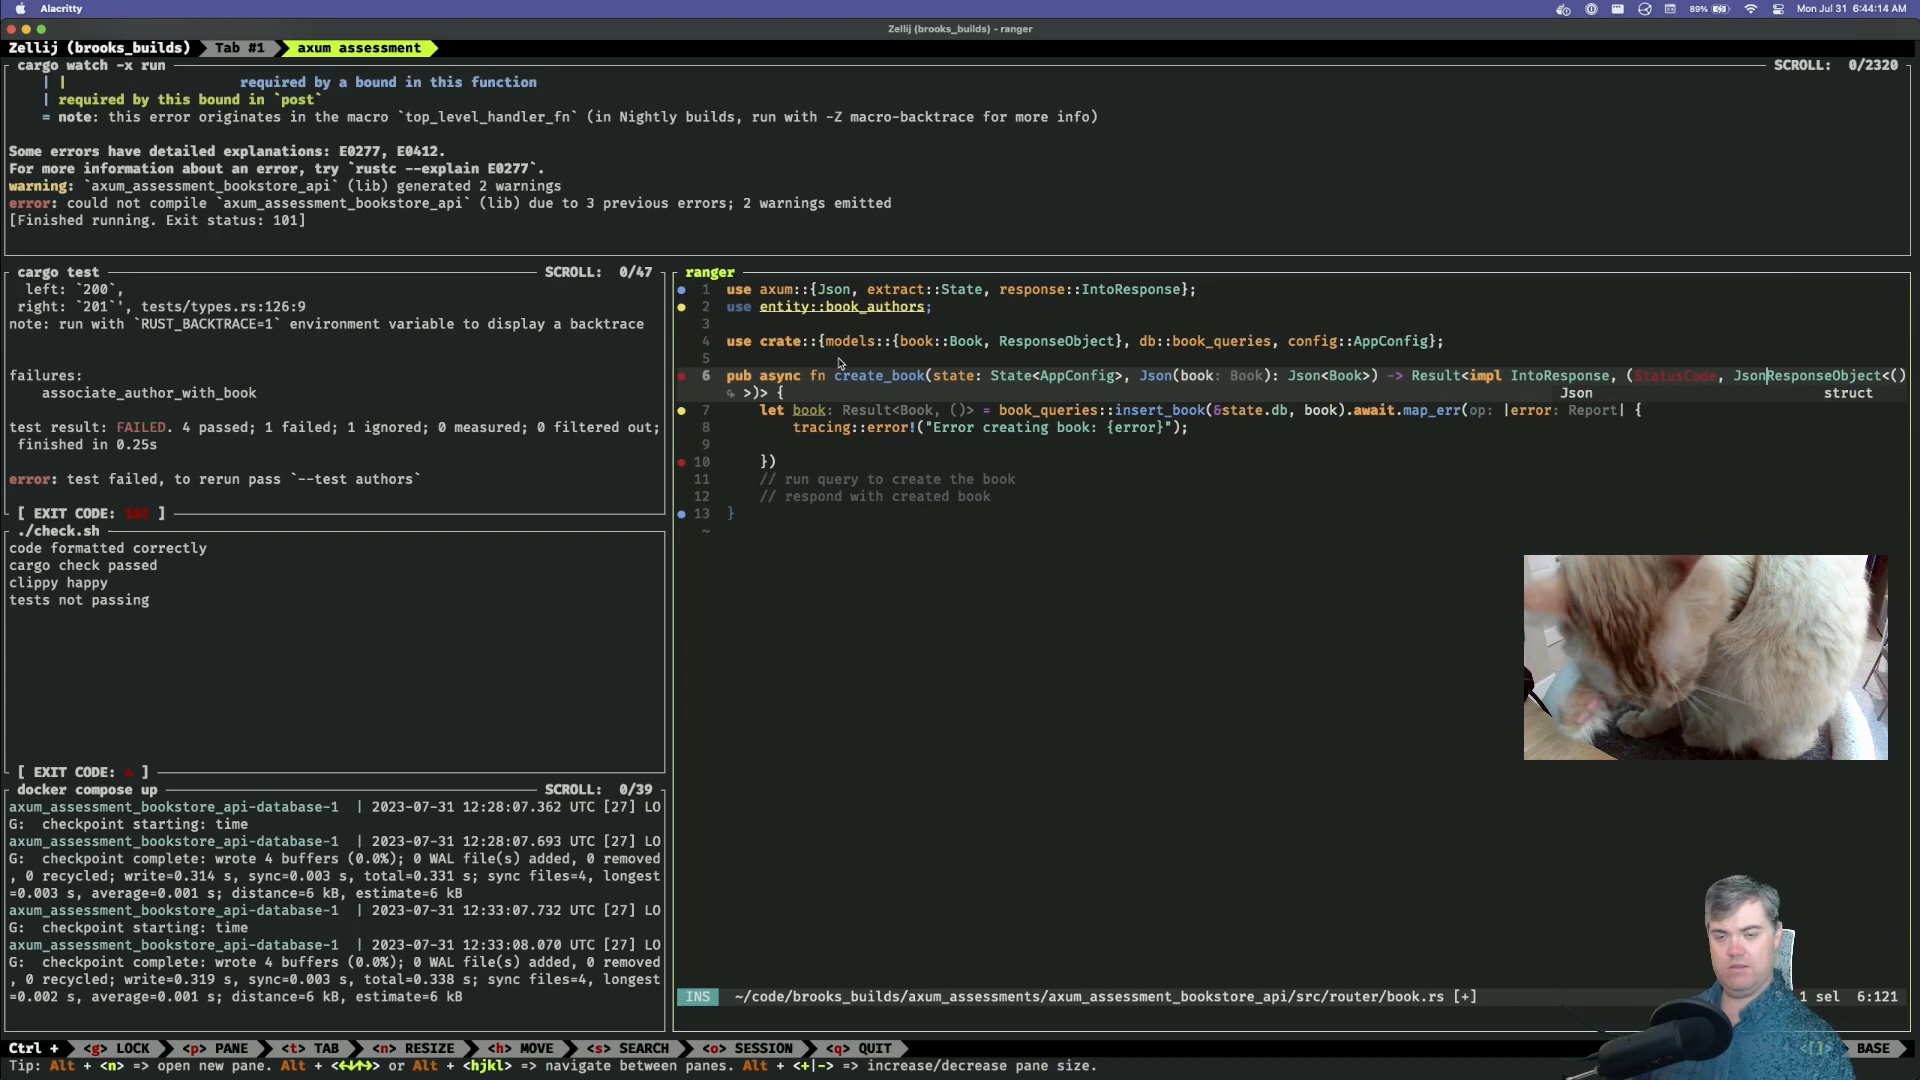 Alacritty
89%
Mon Jul 31 6:44:14 AM
Zellij (brooks_builds) - ranger
Zellij (brooks_builds) Tab #1 axum assessment
cargo watch -x run SCROLL: 0/2320
| | required by a bound in this function
| required by this bound in `post`
= note: this error originates in the macro `top_level_handler_fn` (in Nightly builds, run with -Z macro-backtrace for more info)
Some errors have detailed explanations: E0277, E0412.
For more information about an error, try `rustc --explain E0277`.
warning: `axum_assessment_bookstore_api` (lib) generated 2 warnings
error: could not compile `axum_assessment_bookstore_api` (lib) due to 3 previous errors; 2 warnings emitted
[Finished running. Exit status: 101]
cargo test SCROLL: 0/47
left: `200`,
right: `201`', tests/types.rs:126:9
note: run with `RUST_BACKTRACE=1` environment variable to display a backtrace
failures:
associate_author_with_book
test result: FAILED. 4 passed; 1 failed; 1 ignored; 0 measured; 0 filtered out;
finished in 0.25s
error: test failed, to rerun pass `--test authors`
[ EXIT CODE: 101 ]
./check.sh
code formatted correctly
cargo check passed
clippy happy
tests not passing
[ EXIT CODE: ]
docker compose up SCROLL: 0/39
axum_assessment_bookstore_api-database-1 | 2023-07-31 12:28:07.362 UTC [27] LO
G: checkpoint starting: time
axum_assessment_bookstore_api-database-1 | 2023-07-31 12:28:07.693 UTC [27] LO
G: checkpoint complete: wrote 4 buffers (0.0%); 0 WAL file(s) added, 0 removed
, 0 recycled; write=0.314 s, sync=0.003 s, total=0.331 s; sync files=4, longest
=0.003 s, average=0.001 s; distance=6 kB, estimate=6 kB
axum_assessment_bookstore_api-database-1 | 2023-07-31 12:33:07.732 UTC [27] LO
G: checkpoint starting: time
axum_assessment_bookstore_api-database-1 | 2023-07-31 12:33:08.070 UTC [27] LO
G: checkpoint complete: wrote 4 buffers (0.0%); 0 WAL file(s) added, 0 removed
, 0 recycled; write=0.319 s, sync=0.003 s, total=0.338 s; sync files=4, longest
=0.002 s, average=0.001 s; distance=6 kB, estimate=6 kB
ranger
1 use axum::{Json, extract::State, response::IntoResponse};
2 use entity::book_authors;
3
4 use crate::{models::{book::Book, ResponseObject}, db::book_queries, config::AppConfig};
5
6 pub async fn create_book(state: State<AppConfig>, Json(book: Book): Json<Book>) -> Result<impl IntoResponse, (StatusCode, JsonResponseObject<()
↪ >)> {
Json struct
7 let book: Result<Book, ()> = book_queries::insert_book(&state.db, book).await.map_err(op: |error: Report| {
8 tracing::error!("Error creating book: {error}");
9
10 })
11 // run query to create the book
12 // respond with created book
13 }
~
INS ~/code/brooks_builds/axum_assessments/axum_assessment_bookstore_api/src/router/book.rs [+] 1 sel 6:121
Ctrl + <g> LOCK <p> PANE <t> TAB <n> RESIZE <h> MOVE <s> SEARCH <o> SESSION <q> QUIT <[]> BASE
Tip: Alt + <n> => open new pane. Alt + <←↓↑→> or Alt + <hjkl> => navigate between panes. Alt + <+|-> => increase/decrease pane size.